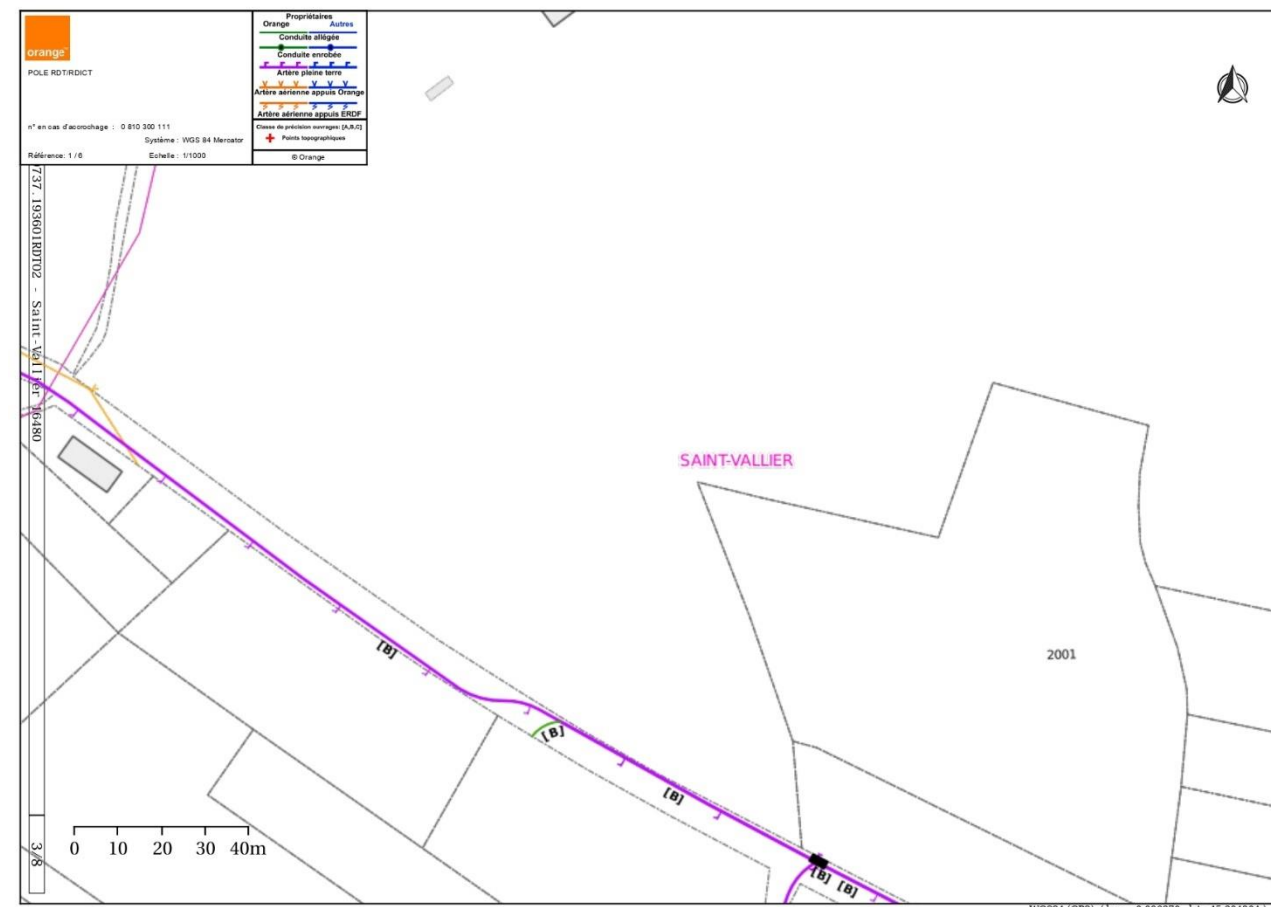 orange™
POLE RDT/RDICT
n° en cas d'accrochage : 0 810 300 111
Système : WGS 84 Mercator
Référence: 1 / 6
Echelle : 1/1000
Propriétaires
Orange
Autres
Conduite allégée
Conduite enrobée
Artère pleine terre
Artère aérienne appuis Orange
Artère aérienne appuis ERDF
Classe de précision ouvrages: [A,B,C]
Points topographiques
© Orange
737.193601RDT02 - Saint-Vallier 16480
SAINT-VALLIER
2001
[B]
[B]
[B]
[B] [B]
0 10 20 30 40m
3/8